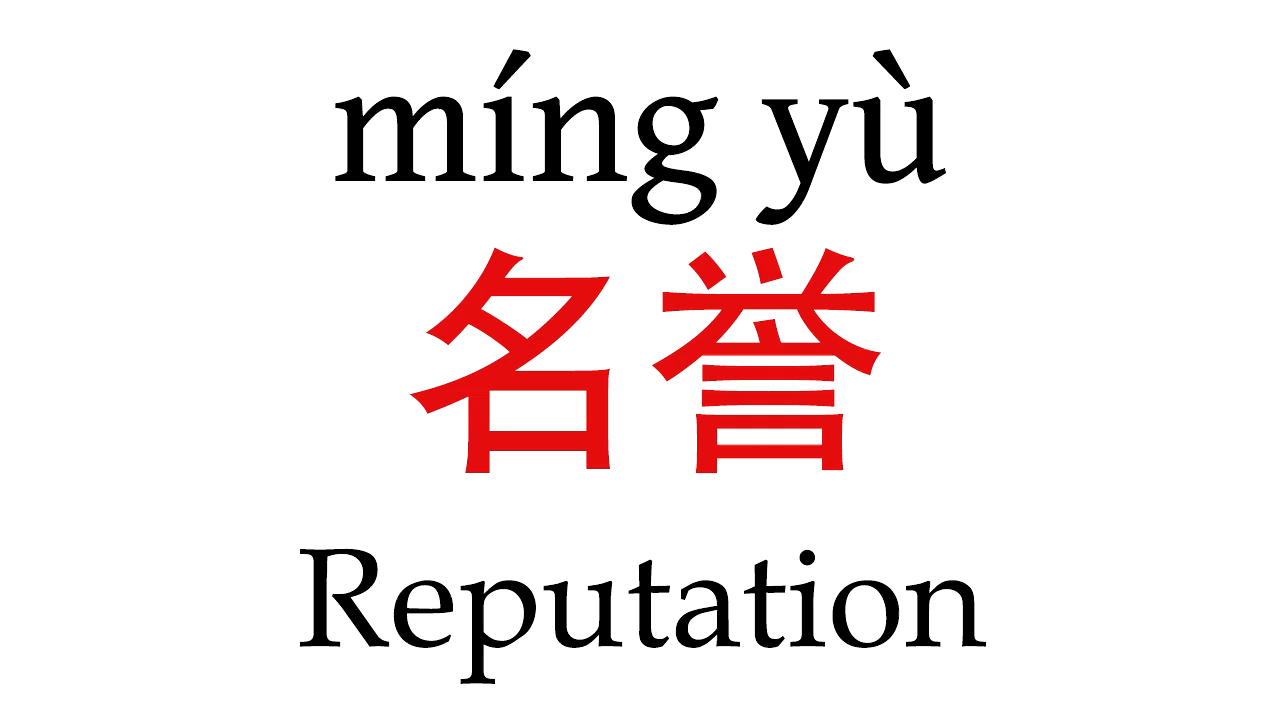 míng yù
名誉
Reputation